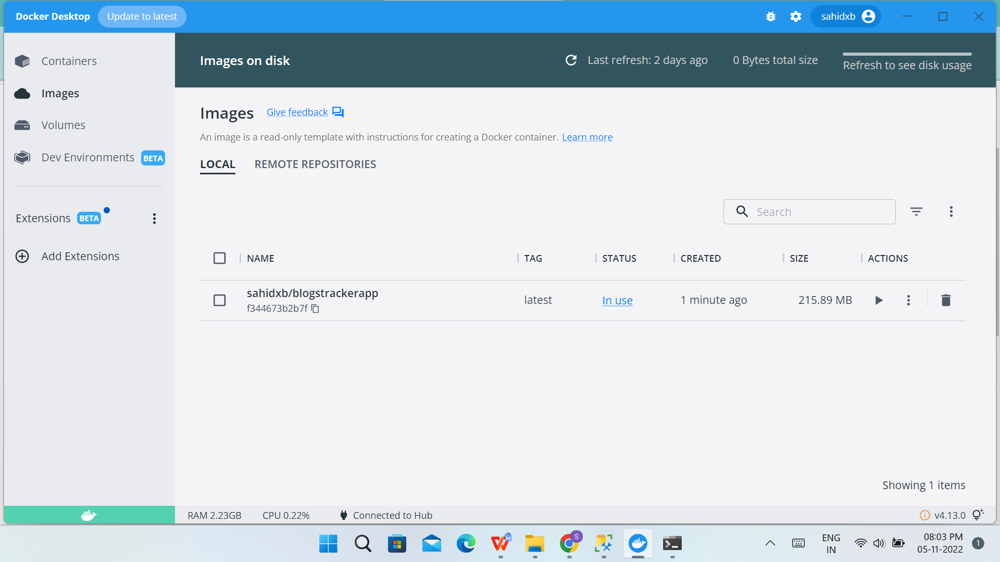 Docker Desktop Update to latest sahidxb
Containers
Images
Volumes
Dev Environments BETA
Extensions BETA
Add Extensions
Images on disk Last refresh: 2 days ago 0 Bytes total size Refresh to see disk usage
Images Give feedback
An image is a read-only template with instructions for creating a Docker container. Learn more
LOCAL REMOTE REPOSITORIES
Search
NAME TAG STATUS CREATED SIZE ACTIONS
sahidxb/blogstrackerapp latest In use 1 minute ago 215.89 MB
f344673b2b7f
Showing 1 items
RAM 2.23GB CPU 0.22% Connected to Hub v4.13.0
S
W
ENG
IN
08:03 PM
05-11-2022
1